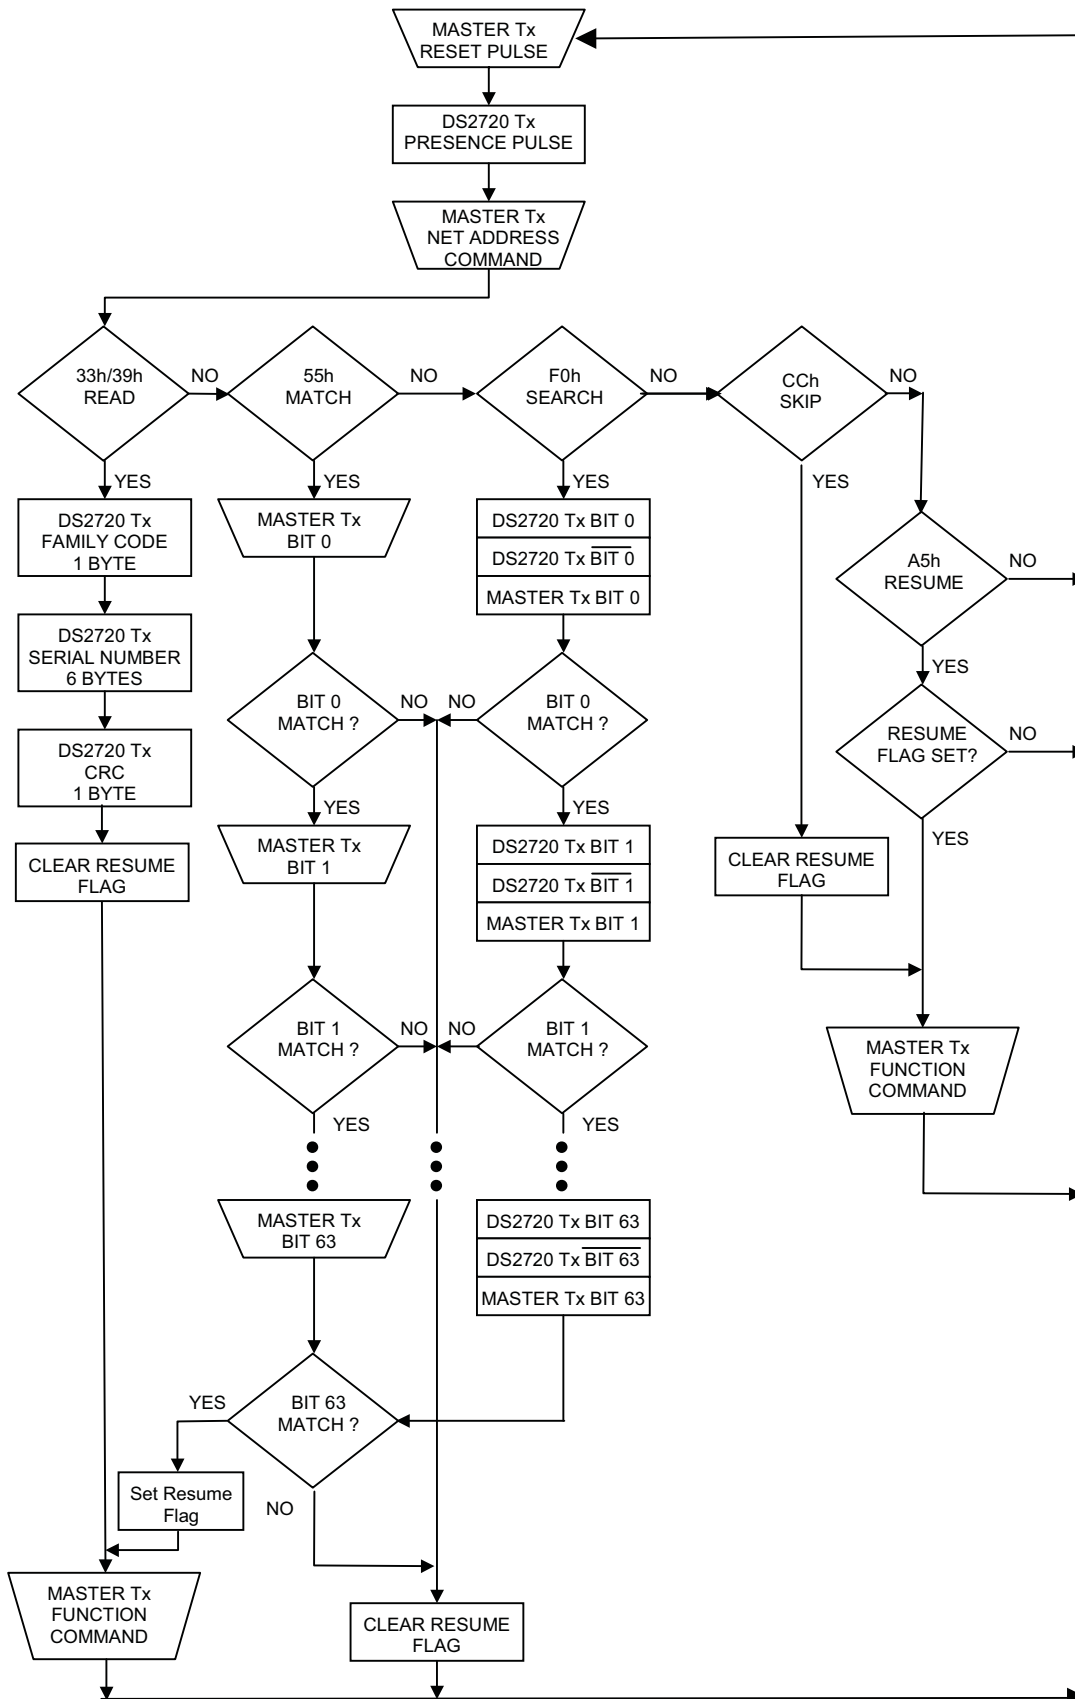 MASTER Tx
RESET PULSE
DS2720 Tx
PRESENCE PULSE
MASTER Tx
NET ADDRESS
COMMAND
33h/39h
READ
NO
55h
MATCH
NO
F0h
SEARCH
NO
CCh
SKIP
NO
YES
YES
YES
YES
DS2720 Tx
FAMILY CODE
1 BYTE
MASTER Tx
BIT 0
DS2720 Tx BIT 0
DS2720 Tx BIT 0
MASTER Tx BIT 0
A5h
RESUME
NO
YES
DS2720 Tx
SERIAL NUMBER
6 BYTES
BIT 0
MATCH ?
NO
NO
BIT 0
MATCH ?
RESUME
FLAG SET?
NO
YES
DS2720 Tx
CRC
1 BYTE
YES
YES
MASTER Tx
BIT 1
DS2720 Tx BIT 1
DS2720 Tx BIT 1
MASTER Tx BIT 1
CLEAR RESUME
FLAG
CLEAR RESUME
FLAG
BIT 1
MATCH ?
NO
NO
BIT 1
MATCH ?
MASTER Tx
FUNCTION
COMMAND
YES
YES
MASTER Tx
BIT 63
DS2720 Tx BIT 63
DS2720 Tx BIT 63
MASTER Tx BIT 63
YES
BIT 63
MATCH ?
Set Resume
Flag
NO
MASTER Tx
FUNCTION
COMMAND
CLEAR RESUME
FLAG